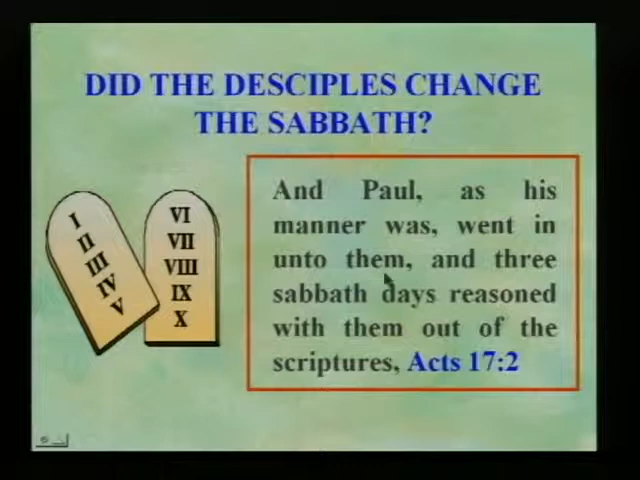 DID THE DESCIPLES CHANGE
THE SABBATH?
I
II
III
IV
V
VI
VII
VIII
IX
X
And Paul, as his
manner was, went in
unto them, and three
sabbath days reasoned
with them out of the
scriptures, Acts 17:2